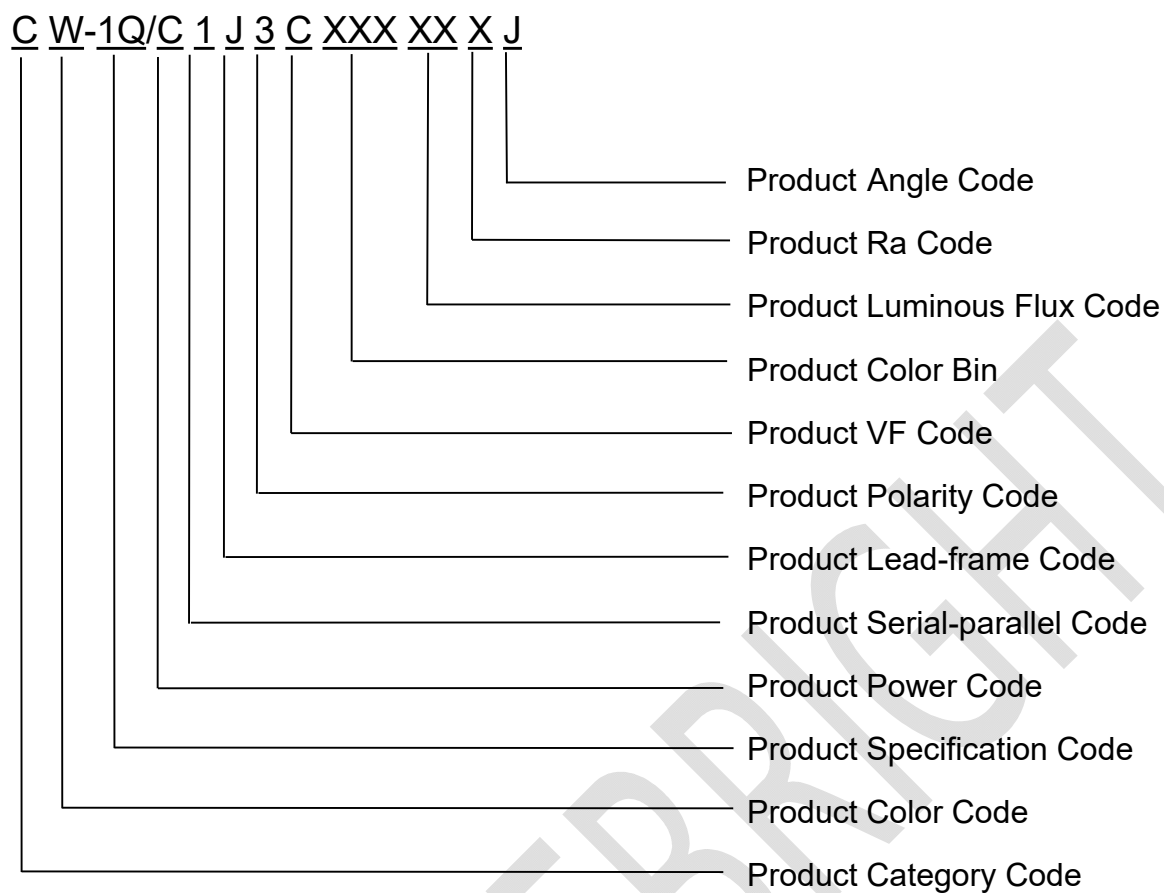 C W-1Q/C 1 J 3 C XXX XX X J
Product Angle Code
Product Ra Code
Product Luminous Flux Code
Product Color Bin
Product VF Code
Product Polarity Code
Product Lead-frame Code
Product Serial-parallel Code
Product Power Code
Product Specification Code
Product Color Code
Product Category Code
ERRIGHT